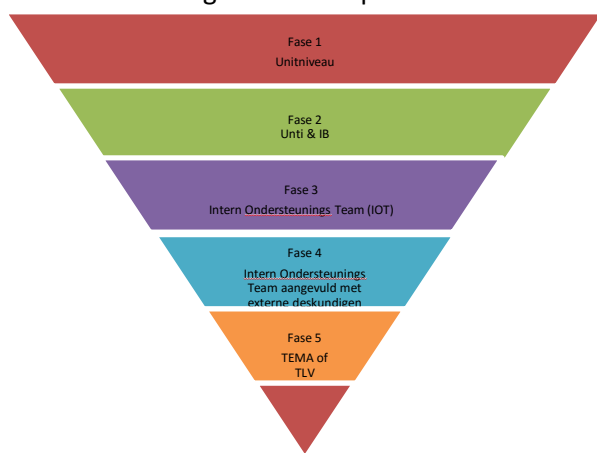 Fase 1
Unitniveau
Fase 2
Unti & IB
Fase 3
Intern Ondersteunings Team (IOT)
Fase 4
Intern Ondersteunings
Team aangevuld met
externe deskundigen
Fase 5
TEMA of
TLV